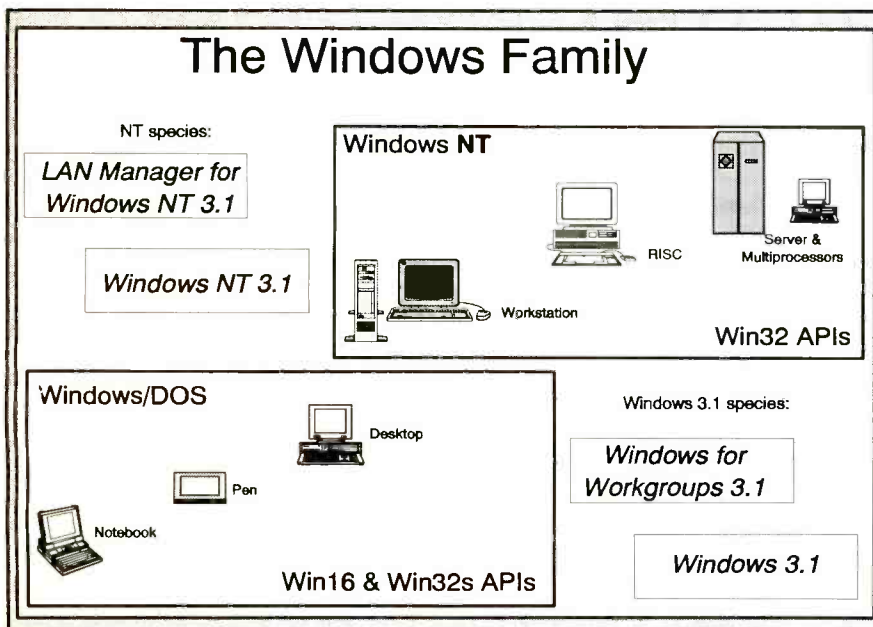 The Windows Family
NT species:
LAN Manager for
Windows NT 3.1
Windows NT 3.1
Windows NT
Server &
Multiprocessors
RISC
Workstation
Win32 APIs
Windows/DOS
Desktop
Pen
Notebook
Win16 & Win32s APIs
Windows 3.1 species:
Windows for
Workgroups 3.1
Windows 3.1